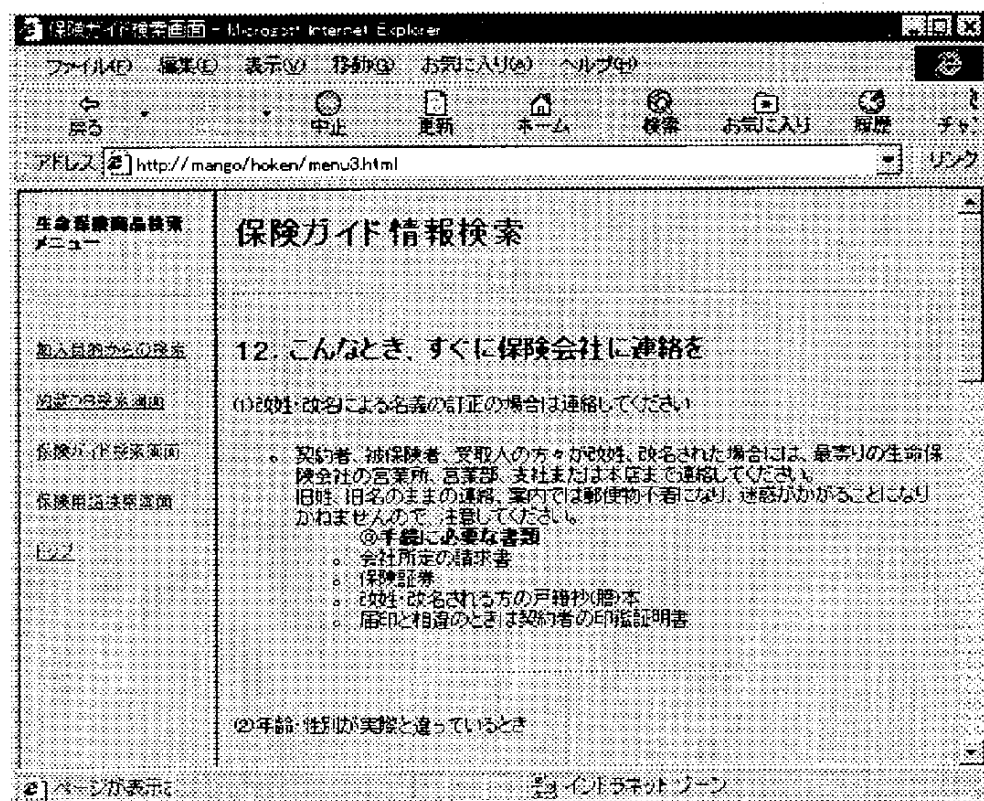 保険ガイド検索画面 - Microsoft Internet Explorer
ファイル(F) 編集(E) 表示(V) 移動(G) お気に入り(A) ヘルプ(H)
戻る 中止 更新 ホーム 検索 お気に入り 履歴 チャ
アドレス http://mango/hoken/menu3.html リンク
生命保険商品検索
メニュー
加入目的からの検索
保険ガイド検索画面
保険用語検索画面
トップ
保険ガイド情報検索
12. こんなとき、すぐに保険会社に連絡を
(1)改姓・改名による名義の訂正の場合は連絡してください
契約者、被保険者、受取人の方々が改姓、改名された場合には、最寄りの生命保
険会社の営業所、営業部、支社または本店まで連絡してください。
旧姓、旧名のままの連絡、案内では郵便物不着になり、迷惑がかかることになり
かねませんので、注意してください。
◎手続に必要な書類
会社所定の請求書
保険証券
改姓・改名される方の戸籍抄(謄)本
届印と相違のときは契約者の印鑑証明書
(2)年齢・性別が実際と違っているとき
ページが表示さ イントラネット ゾーン